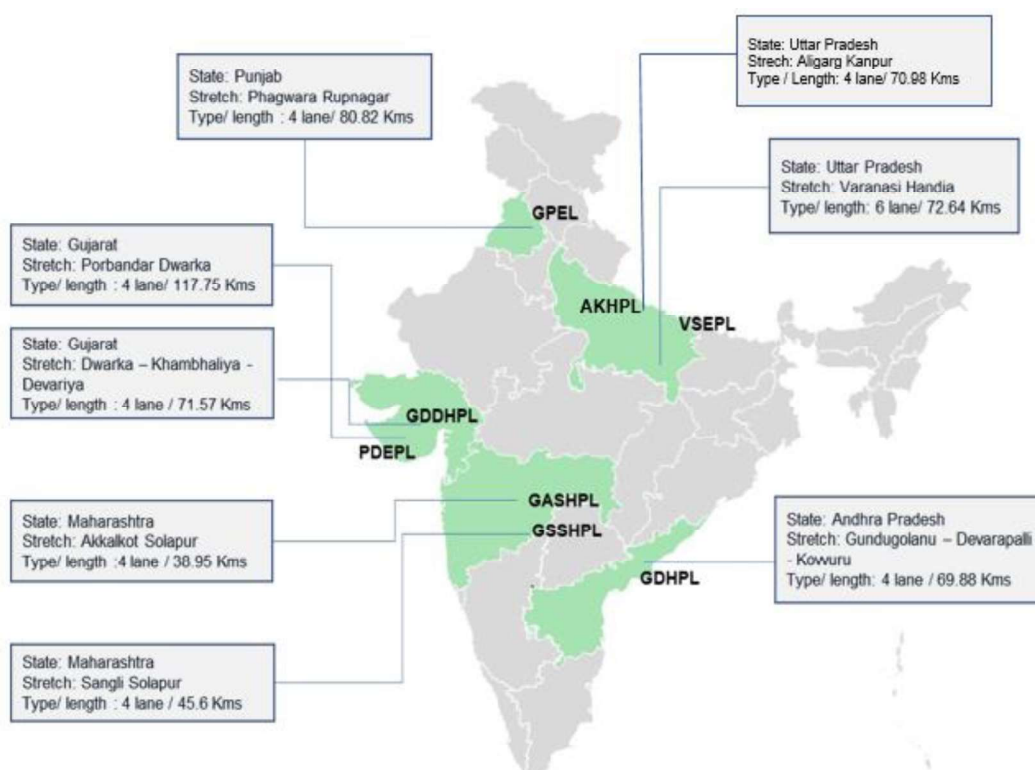 State: Uttar Pradesh
Strech: Aligarg Kanpur
Type / Length: 4 lane/ 70.98 Kms
State: Punjab
Stretch: Phagwara Rupnagar
Type/ length : 4 lane/ 80.82 Kms
State: Uttar Pradesh
Stretch: Varanasi Handia
Type/ length: 6 lane/ 72.64 Kms
GPEL
State: Gujarat
Stretch: Porbandar Dwarka
Type/ length : 4 lane/ 117.75 Kms
AKHPL
VSEPL
State: Gujarat
Stretch: Dwarka – Khambhaliya -
Devariya
Type/ length : 4 lane / 71.57 Kms
GDDHPL
PDEPL
State: Maharashtra
Stretch: Akkalkot Solapur
Type/ length :4 lane / 38.95 Kms
GASHPL
GSSHPL
State: Andhra Pradesh
Stretch: Gundugolanu – Devarapalli
- Kovvuru
Type/ length: 4 lane / 69.88 Kms
GDHPL
State: Maharashtra
Stretch: Sangli Solapur
Type/ length : 4 lane / 45.6 Kms